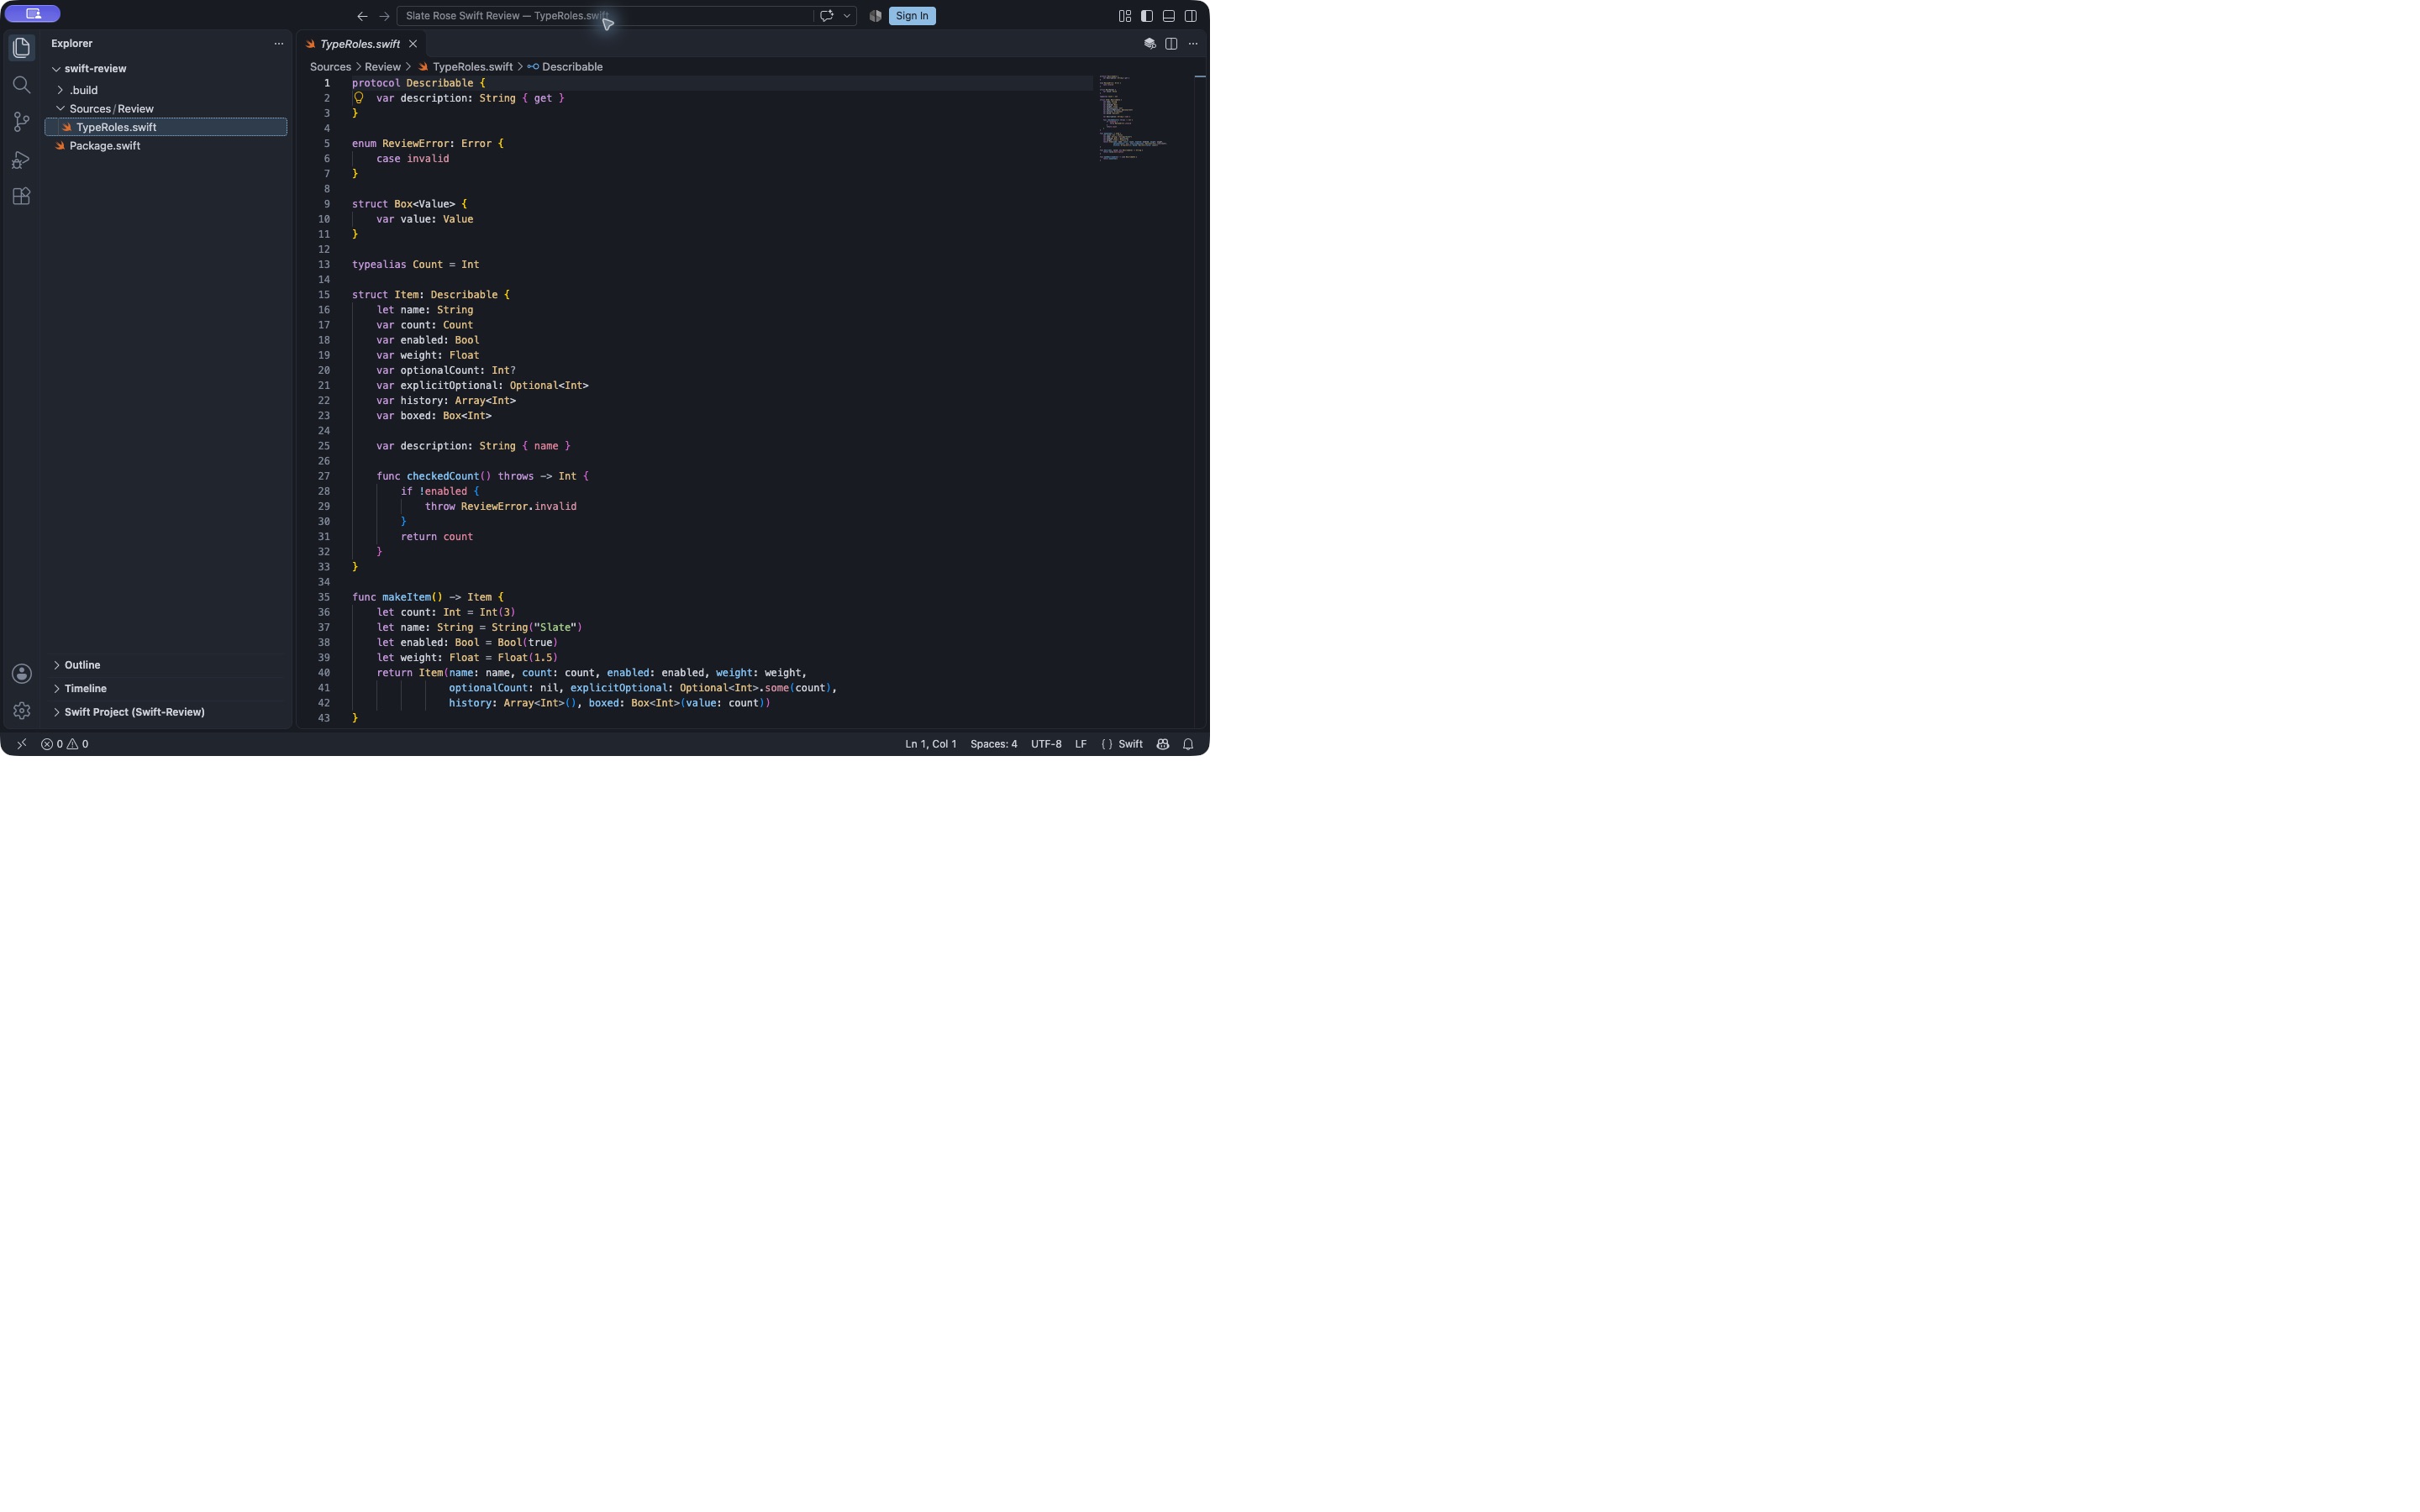 Slate Rose Swift Review — TypeRoles.swift
Sign In
Explorer
swift-review
.build
Sources / Review
TypeRoles.swift
Package.swift
Outline
Timeline
Swift Project (Swift-Review)
TypeRoles.swift
Sources > Review > TypeRoles.swift > Describable
1 protocol Describable {
2     var description: String { get }
3 }
4
5 enum ReviewError: Error {
6     case invalid
7 }
8
9 struct Box<Value> {
10     var value: Value
11 }
12
13 typealias Count = Int
14
15 struct Item: Describable {
16     let name: String
17     var count: Count
18     var enabled: Bool
19     var weight: Float
20     var optionalCount: Int?
21     var explicitOptional: Optional<Int>
22     var history: Array<Int>
23     var boxed: Box<Int>
24
25     var description: String { name }
26
27     func checkedCount() throws -> Int {
28         if !enabled {
29             throw ReviewError.invalid
30         }
31         return count
32     }
33 }
34
35 func makeItem() -> Item {
36     let count: Int = Int(3)
37     let name: String = String("Slate")
38     let enabled: Bool = Bool(true)
39     let weight: Float = Float(1.5)
40     return Item(name: name, count: count, enabled: enabled, weight: weight,
41                 optionalCount: nil, explicitOptional: Optional<Int>.some(count),
42                 history: Array<Int>(), boxed: Box<Int>(value: count))
43 }
0 0
Ln 1, Col 1
Spaces: 4
UTF-8
LF
{ } Swift